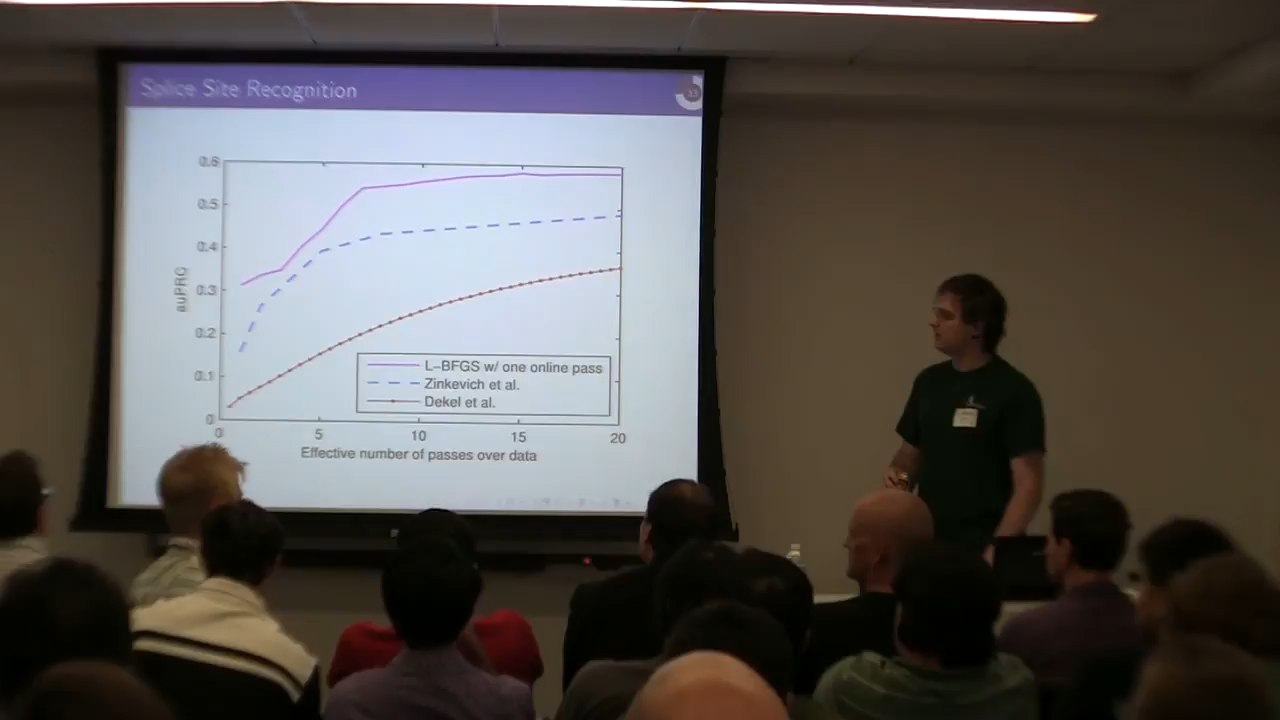 Splice Site Recognition
0.6
0.5
0.4
0.3
0.2
0.1
0
auPRC
L-BFGS w/ one online pass
Zinkevich et al.
Dekel et al.
0 5 10 15 20
Effective number of passes over data